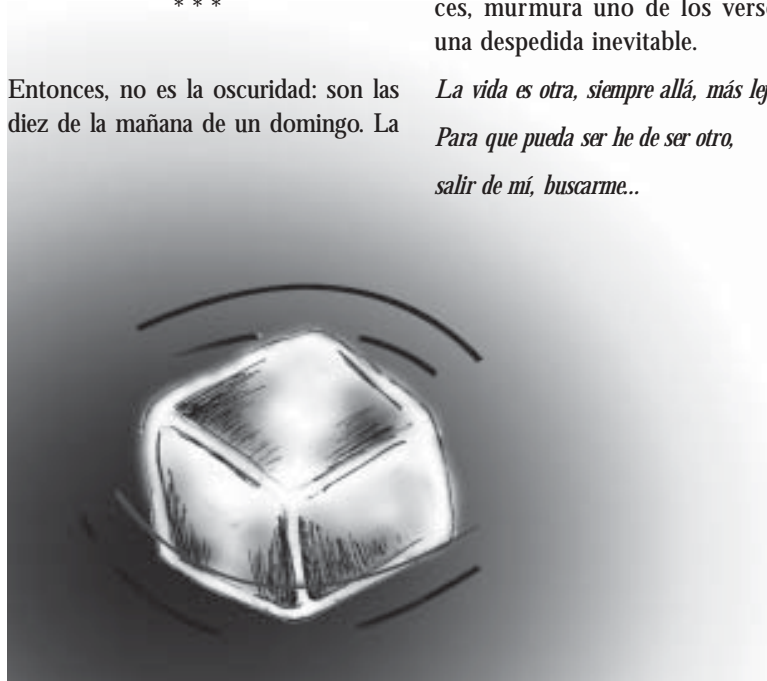 * * *
Entonces, no es la oscuridad: son las
diez de la mañana de un domingo. La
ces, murmura uno de los vers
una despedida inevitable.
La vida es otra, siempre allá, más
Para que pueda ser he de ser otro,
salir de mí, buscarme...